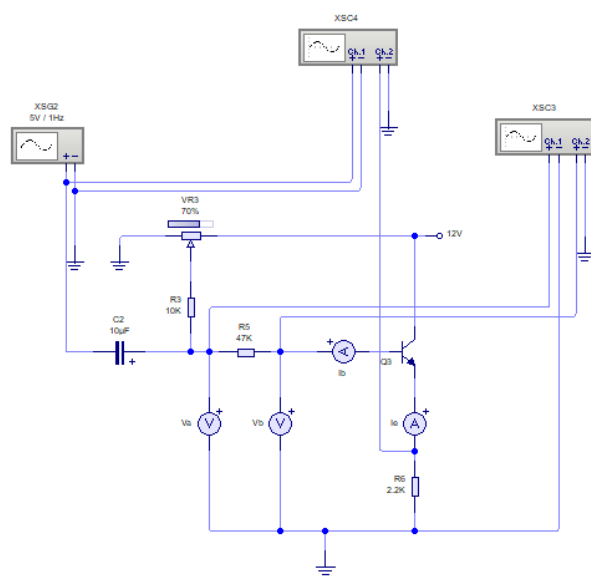 XSC4
Ch.1 Ch.2
+ − + −
XSG2
5V / 1Hz
+ −
XSC3
Ch.1 Ch.2
+ − + −
VR3
70%
12V
R3
10K
C2
10µF
+
R5
47K
+
A
Ib
Q3
Va
V
+
Vb
V
+
Ie
A
+
R6
2.2K